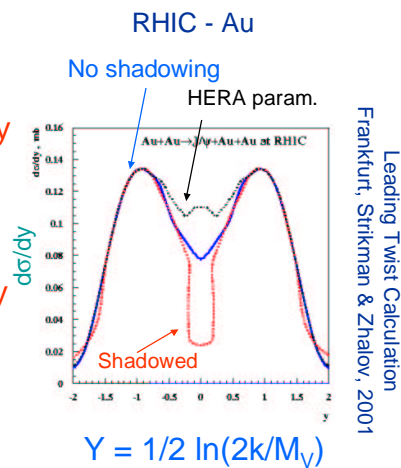 RHIC - Au
No shadowing
HERA param.
y
y
dσ/dy, mb
Au+Au→J/ψ+Au+Au at RHIC
0.16
0.14
0.12
0.1
0.08
0.06
0.04
0.02
0
dσ/dy
Shadowed
-2
-1.5
-1
-0.5
0
0.5
1
1.5
2
y
Y = 1/2 ln(2k/M_V)
Leading Twist Calculation
Frankfurt, Strikman & Zhalov, 2001